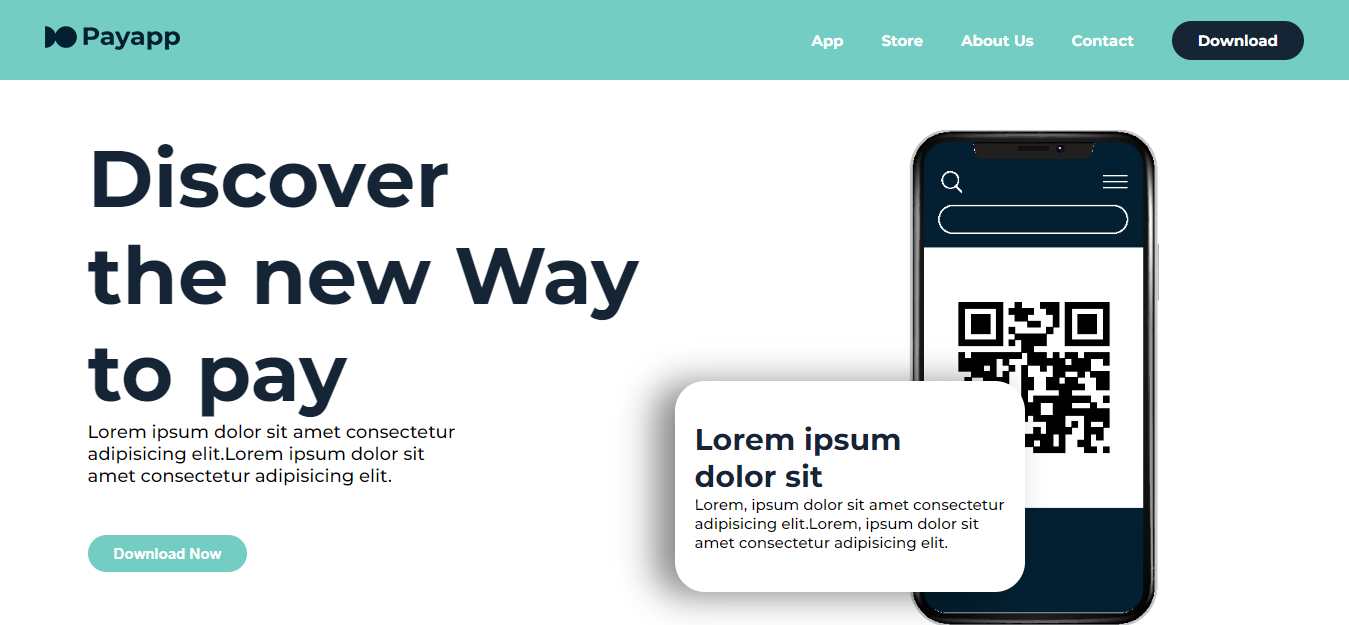 Payapp
App
Store
About Us
Contact
Download
Discover
the new Way
to pay
Lorem ipsum dolor sit amet consectetur
adipisicing elit.Lorem ipsum dolor sit
amet consectetur adipisicing elit.
Download Now
Lorem ipsum
dolor sit
Lorem, ipsum dolor sit amet consectetur
adipisicing elit.Lorem, ipsum dolor sit
amet consectetur adipisicing elit.